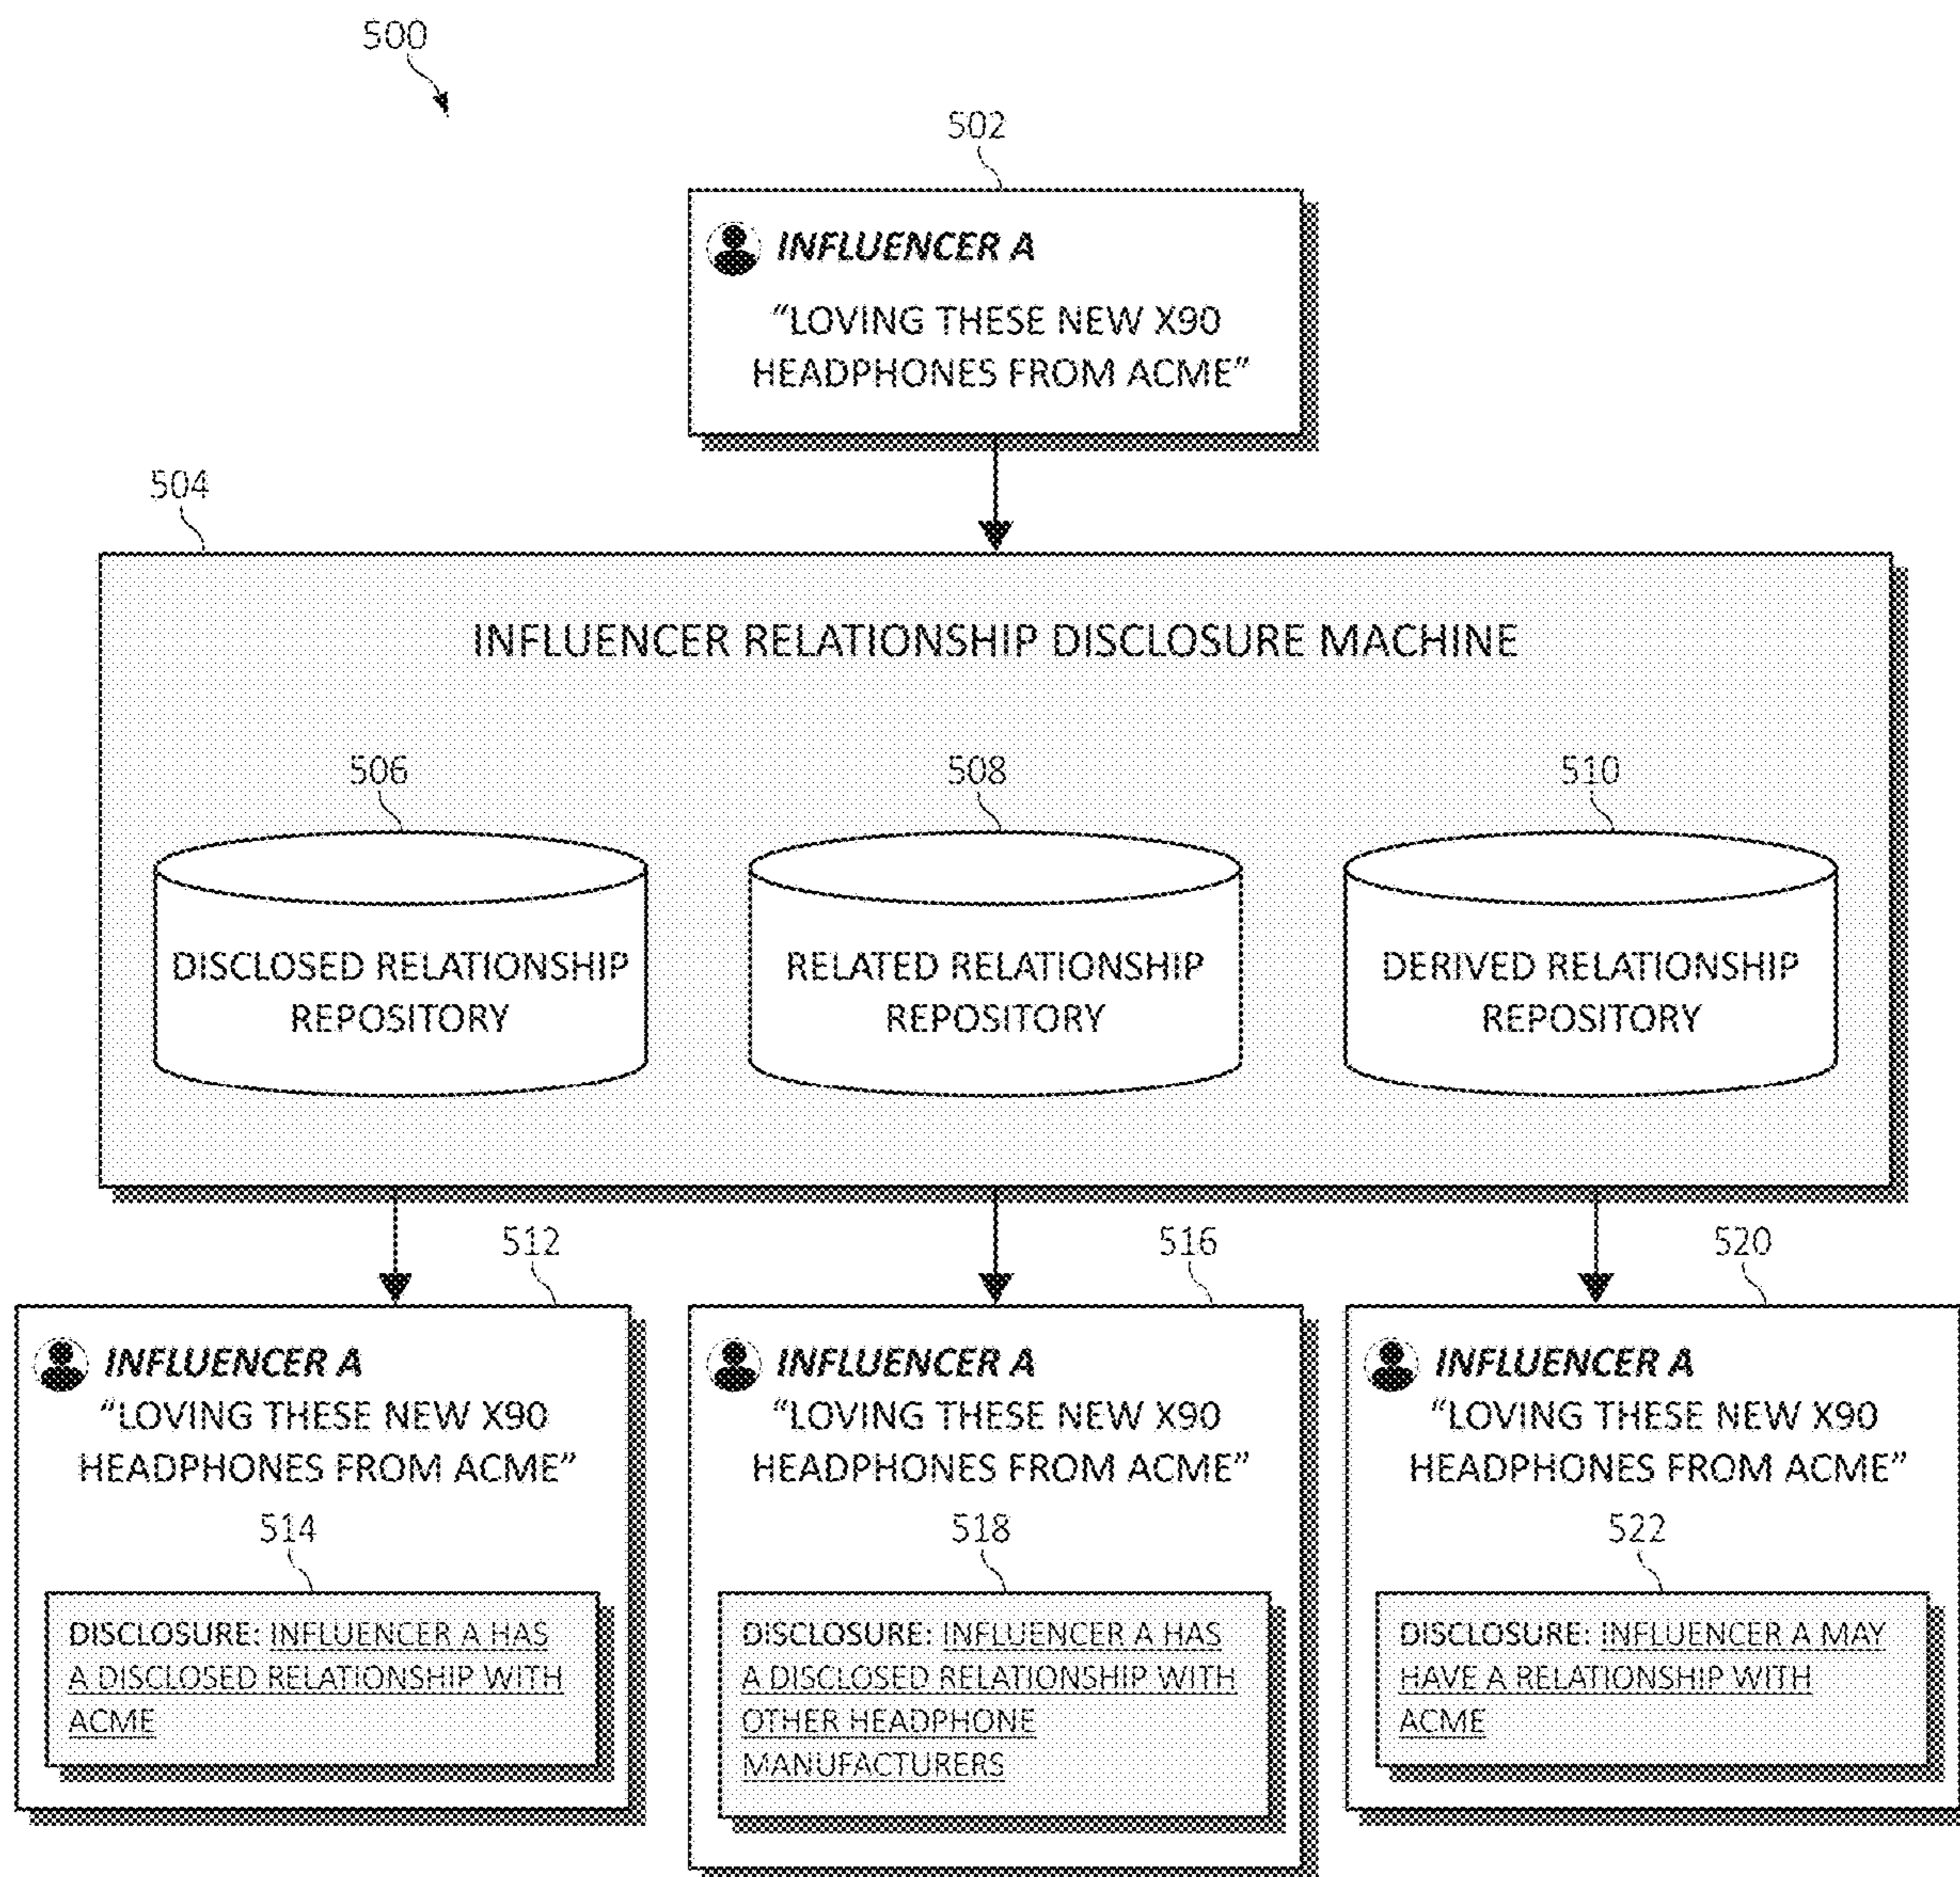 500
502
INFLUENCER A
“LOVING THESE NEW X90
HEADPHONES FROM ACME”
504
INFLUENCER RELATIONSHIP DISCLOSURE MACHINE
506
508
510
DISCLOSED RELATIONSHIP
REPOSITORY
RELATED RELATIONSHIP
REPOSITORY
DERIVED RELATIONSHIP
REPOSITORY
512
INFLUENCER A
“LOVING THESE NEW X90
HEADPHONES FROM ACME”
514
DISCLOSURE: INFLUENCER A HAS
A DISCLOSED RELATIONSHIP WITH
ACME
516
INFLUENCER A
“LOVING THESE NEW X90
HEADPHONES FROM ACME”
518
DISCLOSURE: INFLUENCER A HAS
A DISCLOSED RELATIONSHIP WITH
OTHER HEADPHONE
MANUFACTURERS
520
INFLUENCER A
“LOVING THESE NEW X90
HEADPHONES FROM ACME”
522
DISCLOSURE: INFLUENCER A MAY
HAVE A RELATIONSHIP WITH
ACME